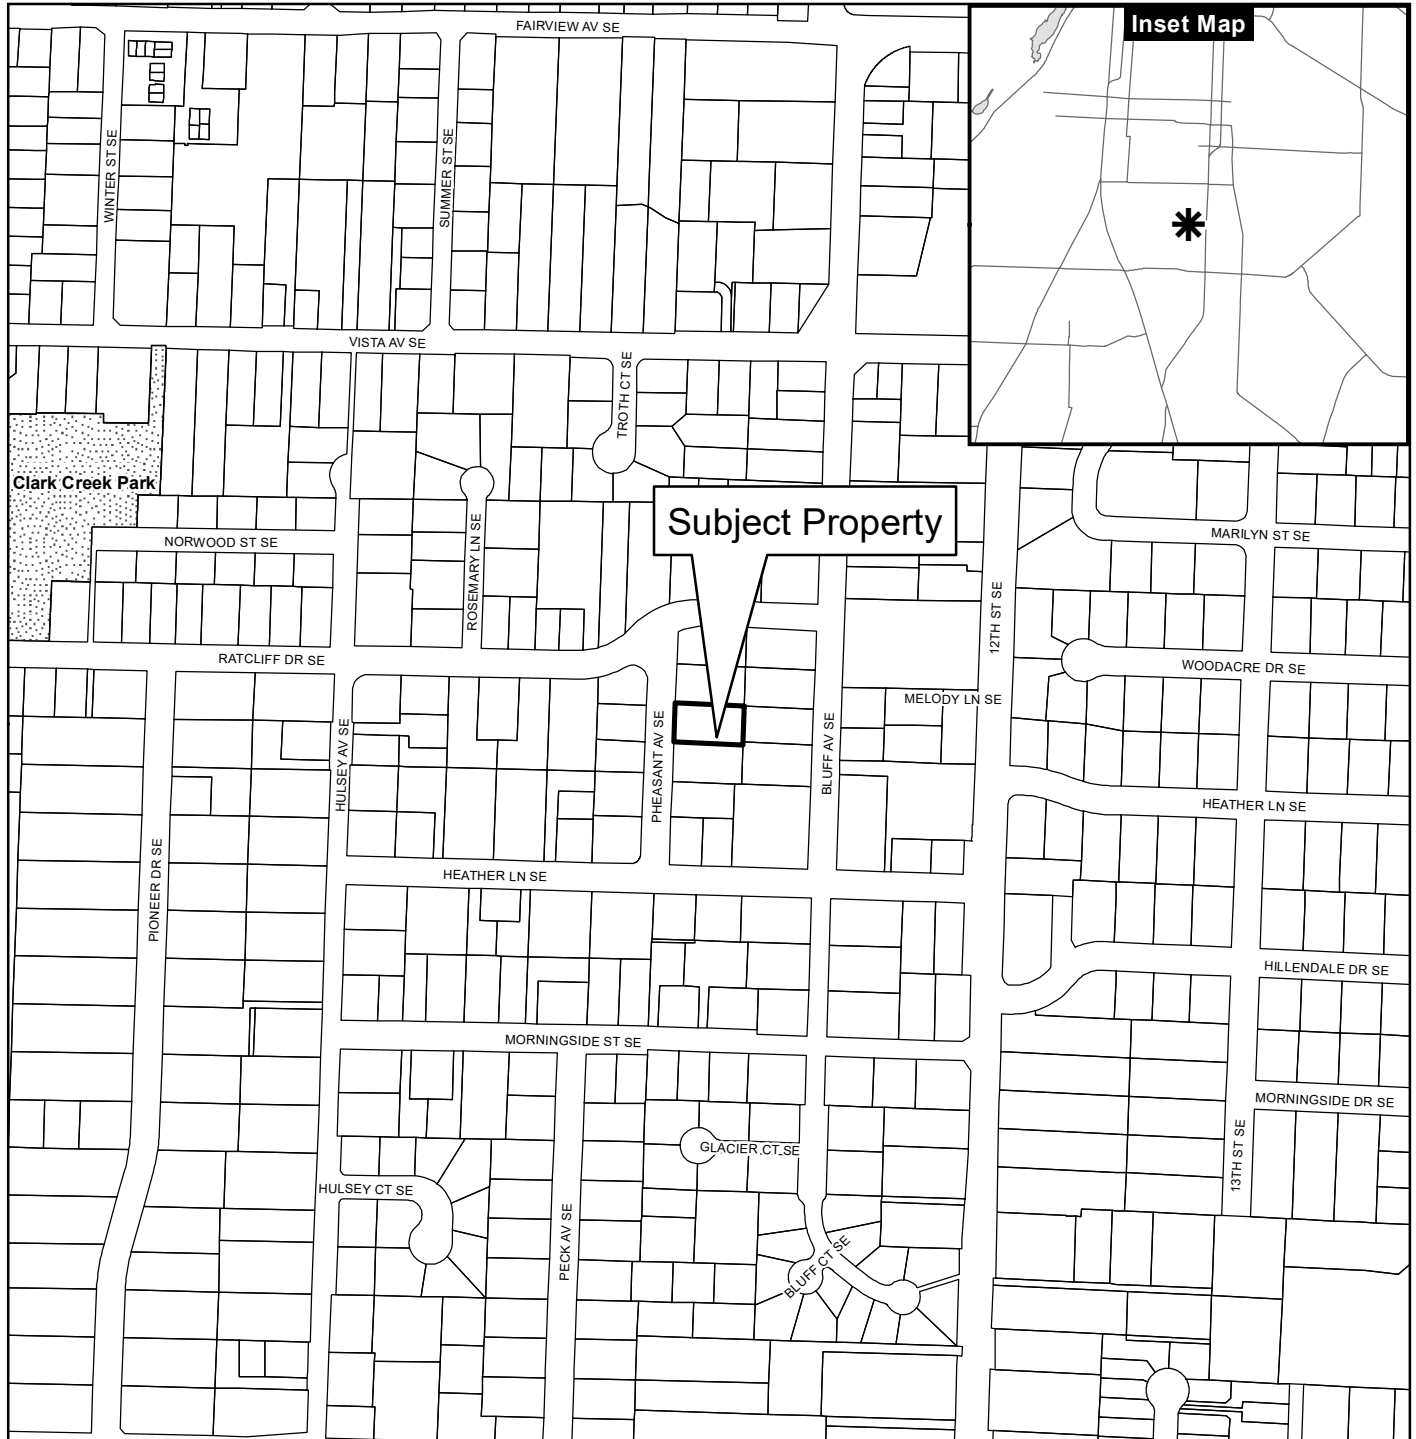 FAIRVIEW AV SE
Inset Map
WINTER ST SE
SUMMER ST SE
VISTA AV SE
TROTH CT SE
Clark Creek Park
Subject Property
NORWOOD ST SE
ROSEMARY LN SE
MARILYN ST SE
12TH ST SE
RATCLIFF DR SE
WOODACRE DR SE
MELODY LN SE
HULSEY AV SE
PHEASANT AV SE
BLUFF AV SE
HEATHER LN SE
PIONEER DR SE
HEATHER LN SE
HILLENDALE DR SE
MORNINGSIDE ST SE
MORNINGSIDE DR SE
GLACIER CT SE
13TH ST SE
HULSEY CT SE
PECK AV SE
BLUFF CT SE